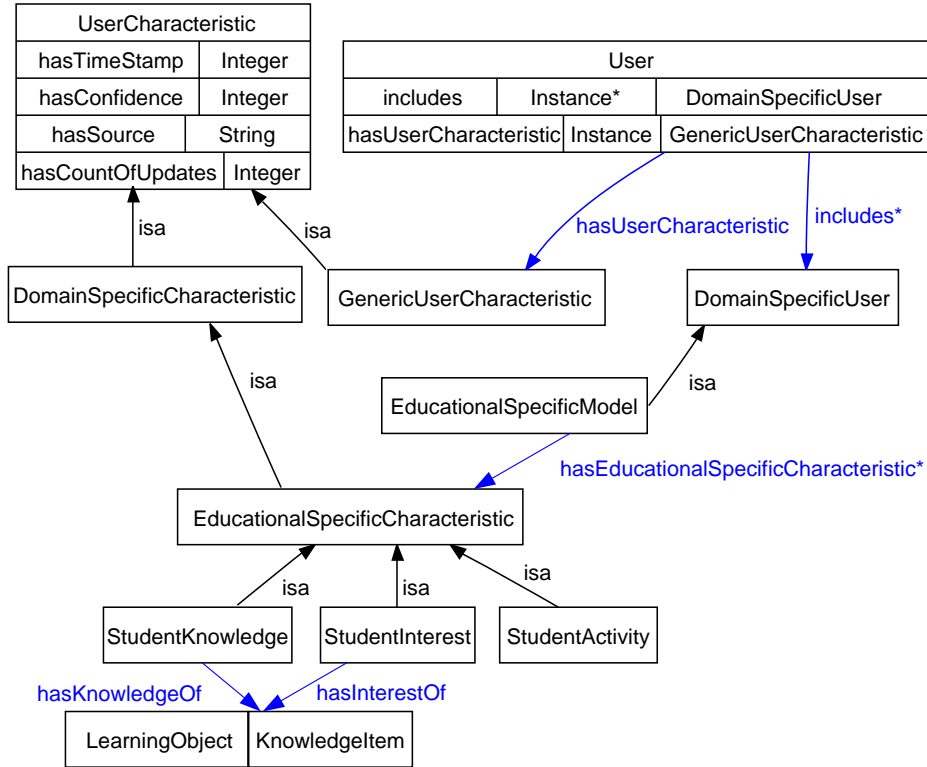 UserCharacteristic
hasTimeStamp Integer
hasConfidence Integer
hasSource String
hasCountOfUpdates Integer
User
includes Instance* DomainSpecificUser
hasUserCharacteristic Instance GenericUserCharacteristic
isa
isa
hasUserCharacteristic
includes*
DomainSpecificCharacteristic
GenericUserCharacteristic
DomainSpecificUser
isa
isa
EducationalSpecificModel
hasEducationalSpecificCharacteristic*
EducationalSpecificCharacteristic
isa
isa
isa
StudentKnowledge
StudentInterest
StudentActivity
hasKnowledgeOf
hasInterestOf
LearningObject
KnowledgeItem